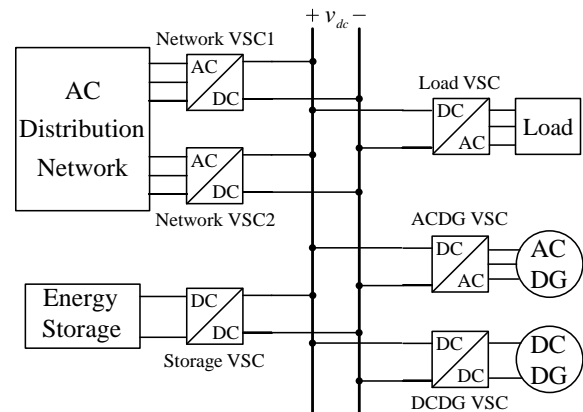 + v_dc −
Network VSC1
AC
DC
AC
Distribution
Network
AC
DC
Network VSC2
Energy
Storage
DC
DC
Storage VSC
Load VSC
DC
AC
Load
ACDG VSC
DC
AC
AC
DG
DC
DC
DCDG VSC
DC
DG